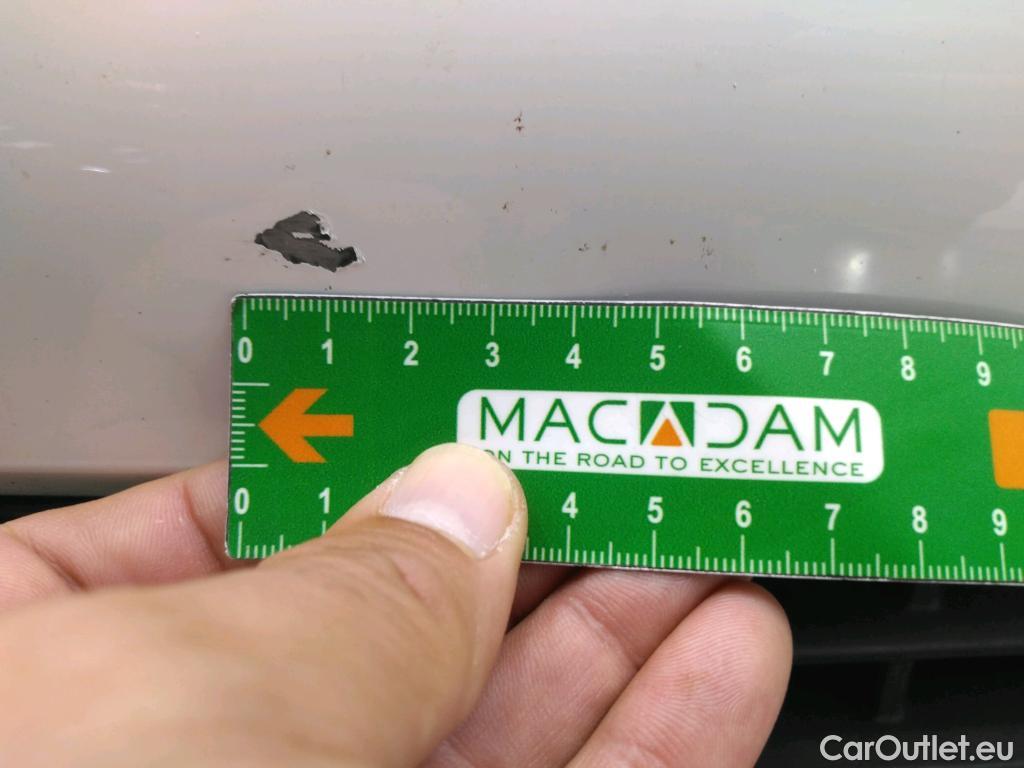 0 1 2 3 4 5 6 7 8 9
MACADAM
ON THE ROAD TO EXCELLENCE
0 1 4 5 6 7 8 9
CarOutlet.eu